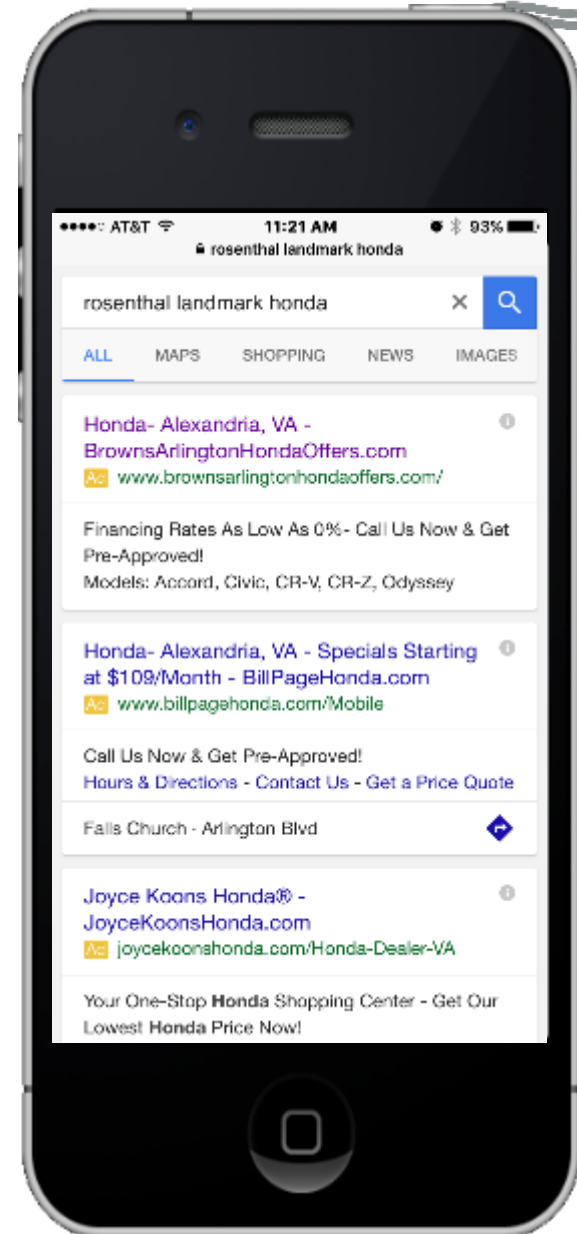 AT&T 11:21 AM 93%
rosenthal landmark honda
rosenthal landmark honda
ALL MAPS SHOPPING NEWS IMAGES
Honda- Alexandria, VA -
BrownsArlingtonHondaOffers.com
Ad www.brownsarlingtonhondaoffers.com/
Financing Rates As Low As 0%- Call Us Now & Get
Pre-Approved!
Models: Accord, Civic, CR-V, CR-Z, Odyssey
Honda- Alexandria, VA - Specials Starting
at $109/Month - BillPageHonda.com
Ad www.billpagehonda.com/Mobile
Call Us Now & Get Pre-Approved!
Hours & Directions - Contact Us - Get a Price Quote
Falls Church - Arlington Blvd
Joyce Koons Honda® -
JoyceKoonsHonda.com
Ad joycekoonshonda.com/Honda-Dealer-VA
Your One-Stop Honda Shopping Center - Get Our
Lowest Honda Price Now!